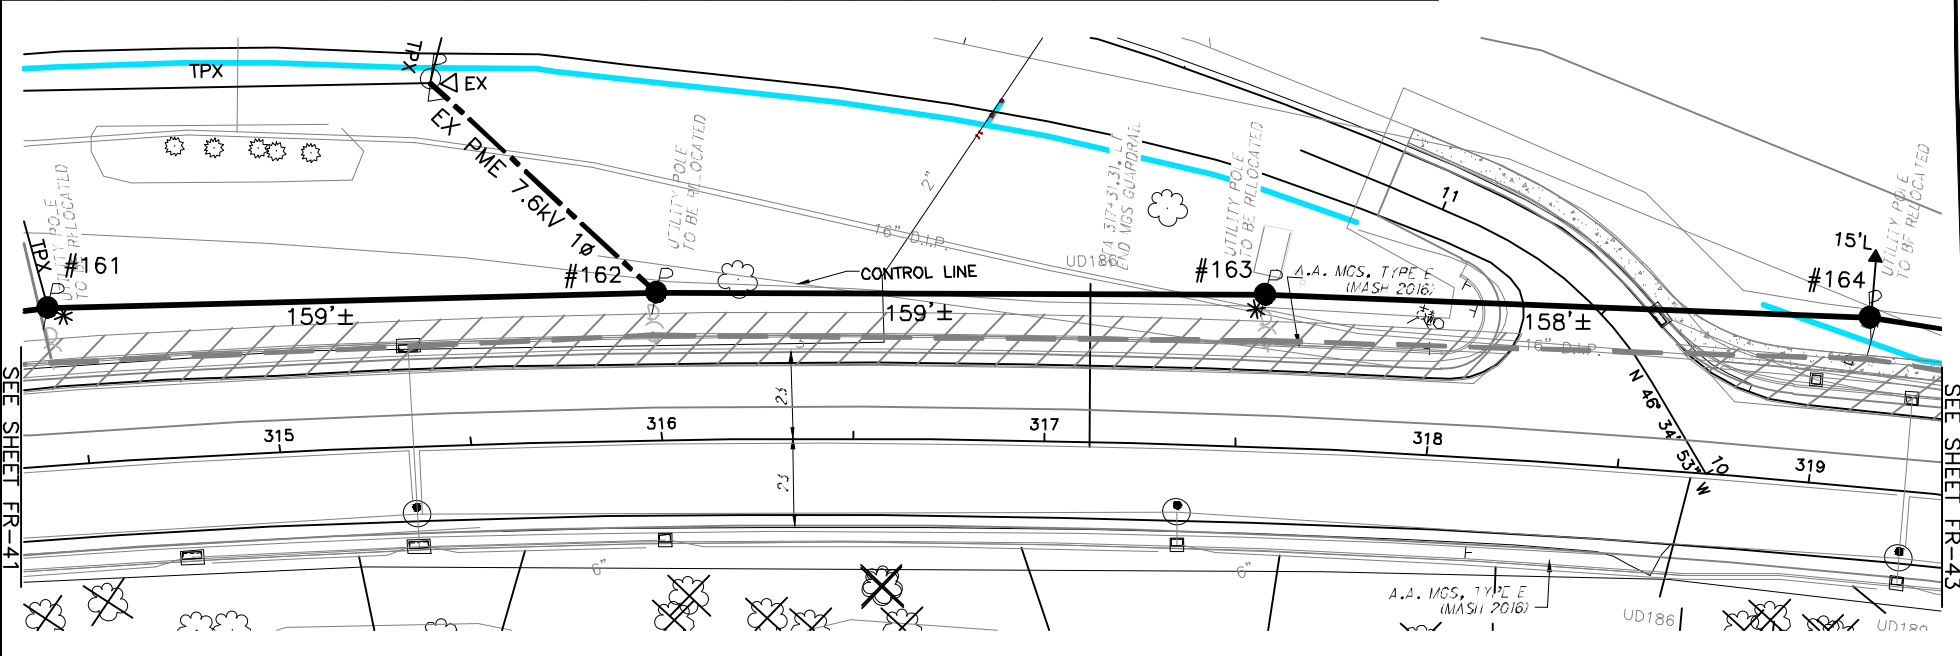 TPX
TPX
P
EX
EX PME 7.6kV 1ø
UTILITY POLE
TO BE RELOCATED
UTILITY POLE
TO BE RELOCATED
STA 317+31.31, LT
END MGS GUARDRAIL
UTILITY POLE
TO BE RELOCATED
UTILITY POLE
TO BE RELOCATED
2"
16" D.I.P.
11
15'L
TPX
#161
P
#162
P
CONTROL LINE
UD186
#163
P
A.A. MGS, TYPE E
(MASH 2016)
#164
P
159'±
159'±
158'±
16" D.I.P.
23
23
N 46° 34' 53" W
315
316
317
318
10
319
SEE SHEET FR-41
SEE SHEET FR-43
6"
6"
A.A. MGS, TYPE E
(MASH 2016)
UD186
UD189